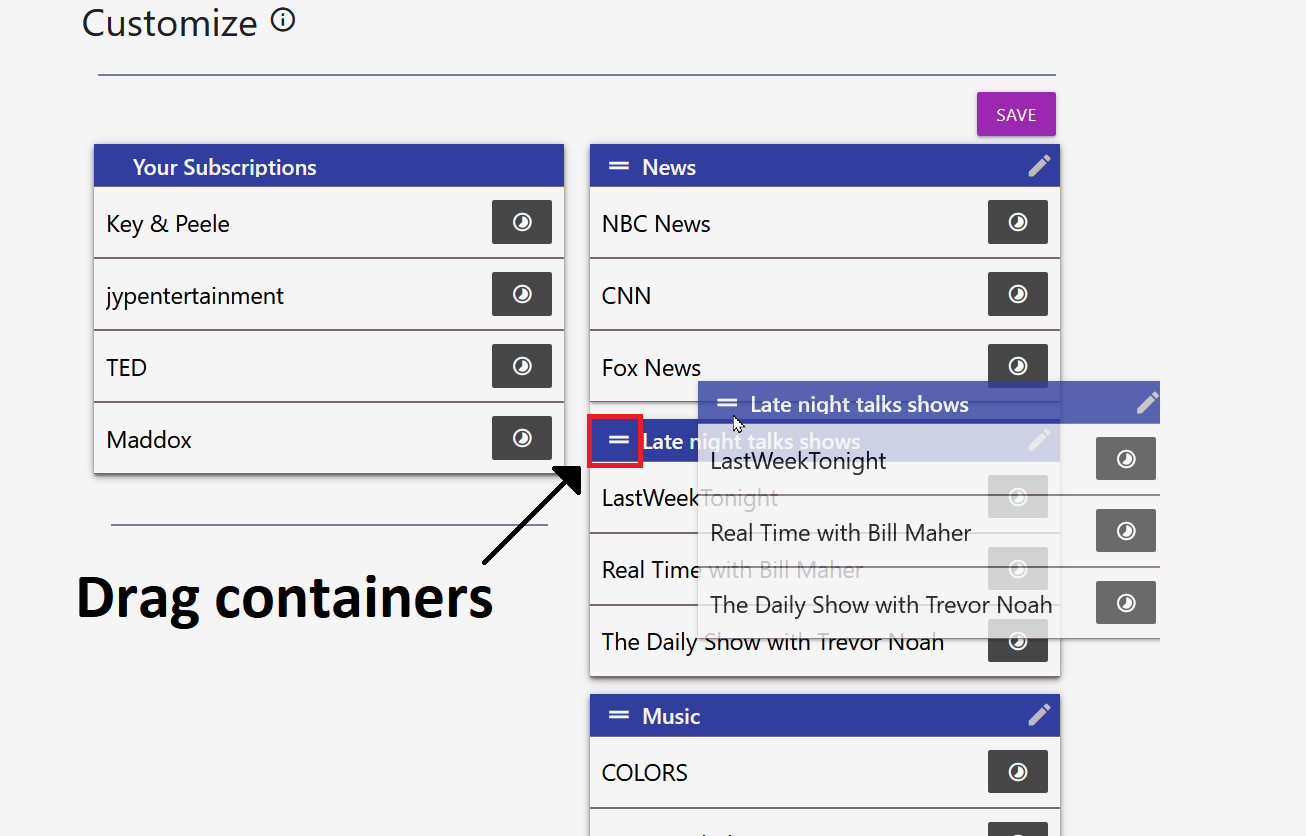 Customize
SAVE
Your Subscriptions
Key & Peele
jypentertainment
TED
Maddox
Drag containers
News
NBC News
CNN
Fox News
Late night talks shows
LastWeekTonight
Real Time with Bill Maher
The Daily Show with Trevor Noah
Late night talks shows
LastWeekTonight
Real Time with Bill Maher
The Daily Show with Trevor Noah
Music
COLORS